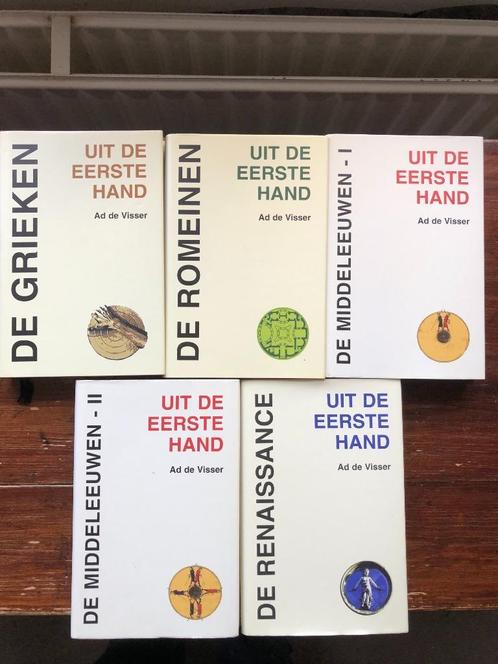 DE GRIEKEN
UIT DE
EERSTE
HAND
Ad de Visser
DE ROMEINEN
UIT DE
EERSTE
HAND
Ad de Visser
DE MIDDELEEUWEN - I
UIT DE
EERSTE
HAND
Ad de Visser
DE MIDDELEEUWEN - II
UIT DE
EERSTE
HAND
Ad de Visser
DE RENAISSANCE
UIT DE
EERSTE
HAND
Ad de Visser